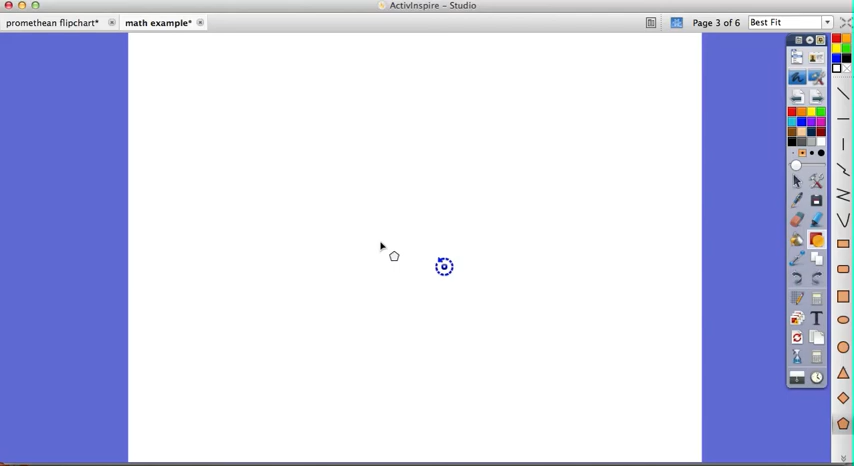 ActivInspire - Studio
promethean flipchart*
math example*
Page 3 of 6
Best Fit
T